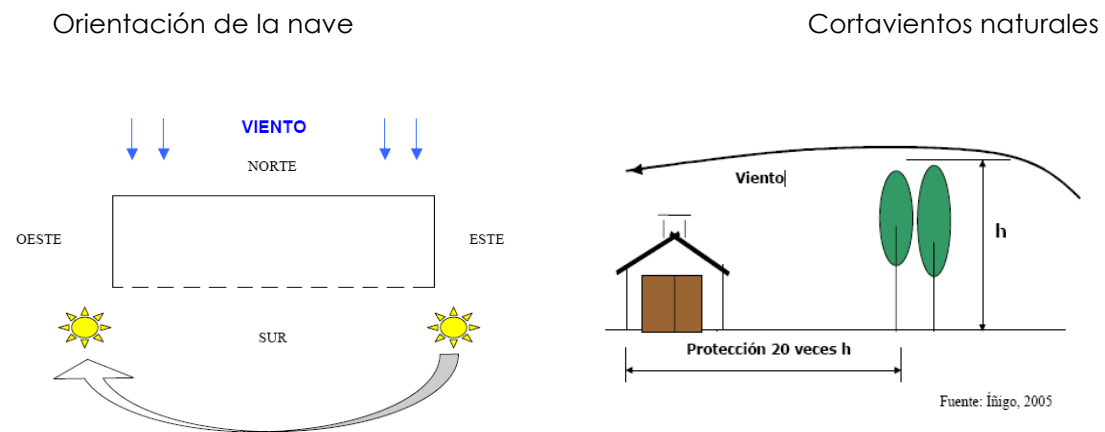 Orientación de la nave
Cortavientos naturales
VIENTO
NORTE
OESTE
ESTE
SUR
Viento
h
Protección 20 veces h
Fuente: Íñigo, 2005